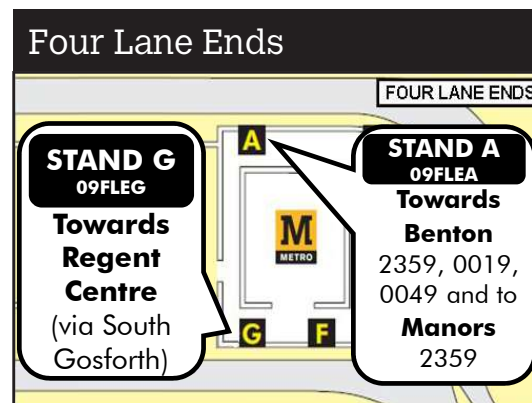 Four Lane Ends
FOUR LANE ENDS
STAND G
09FLEG
Towards
Regent
Centre
(via South
Gosforth)
A
M
METRO
G
F
STAND A
09FLEA
Towards
Benton
2359, 0019,
0049 and to
Manors
2359